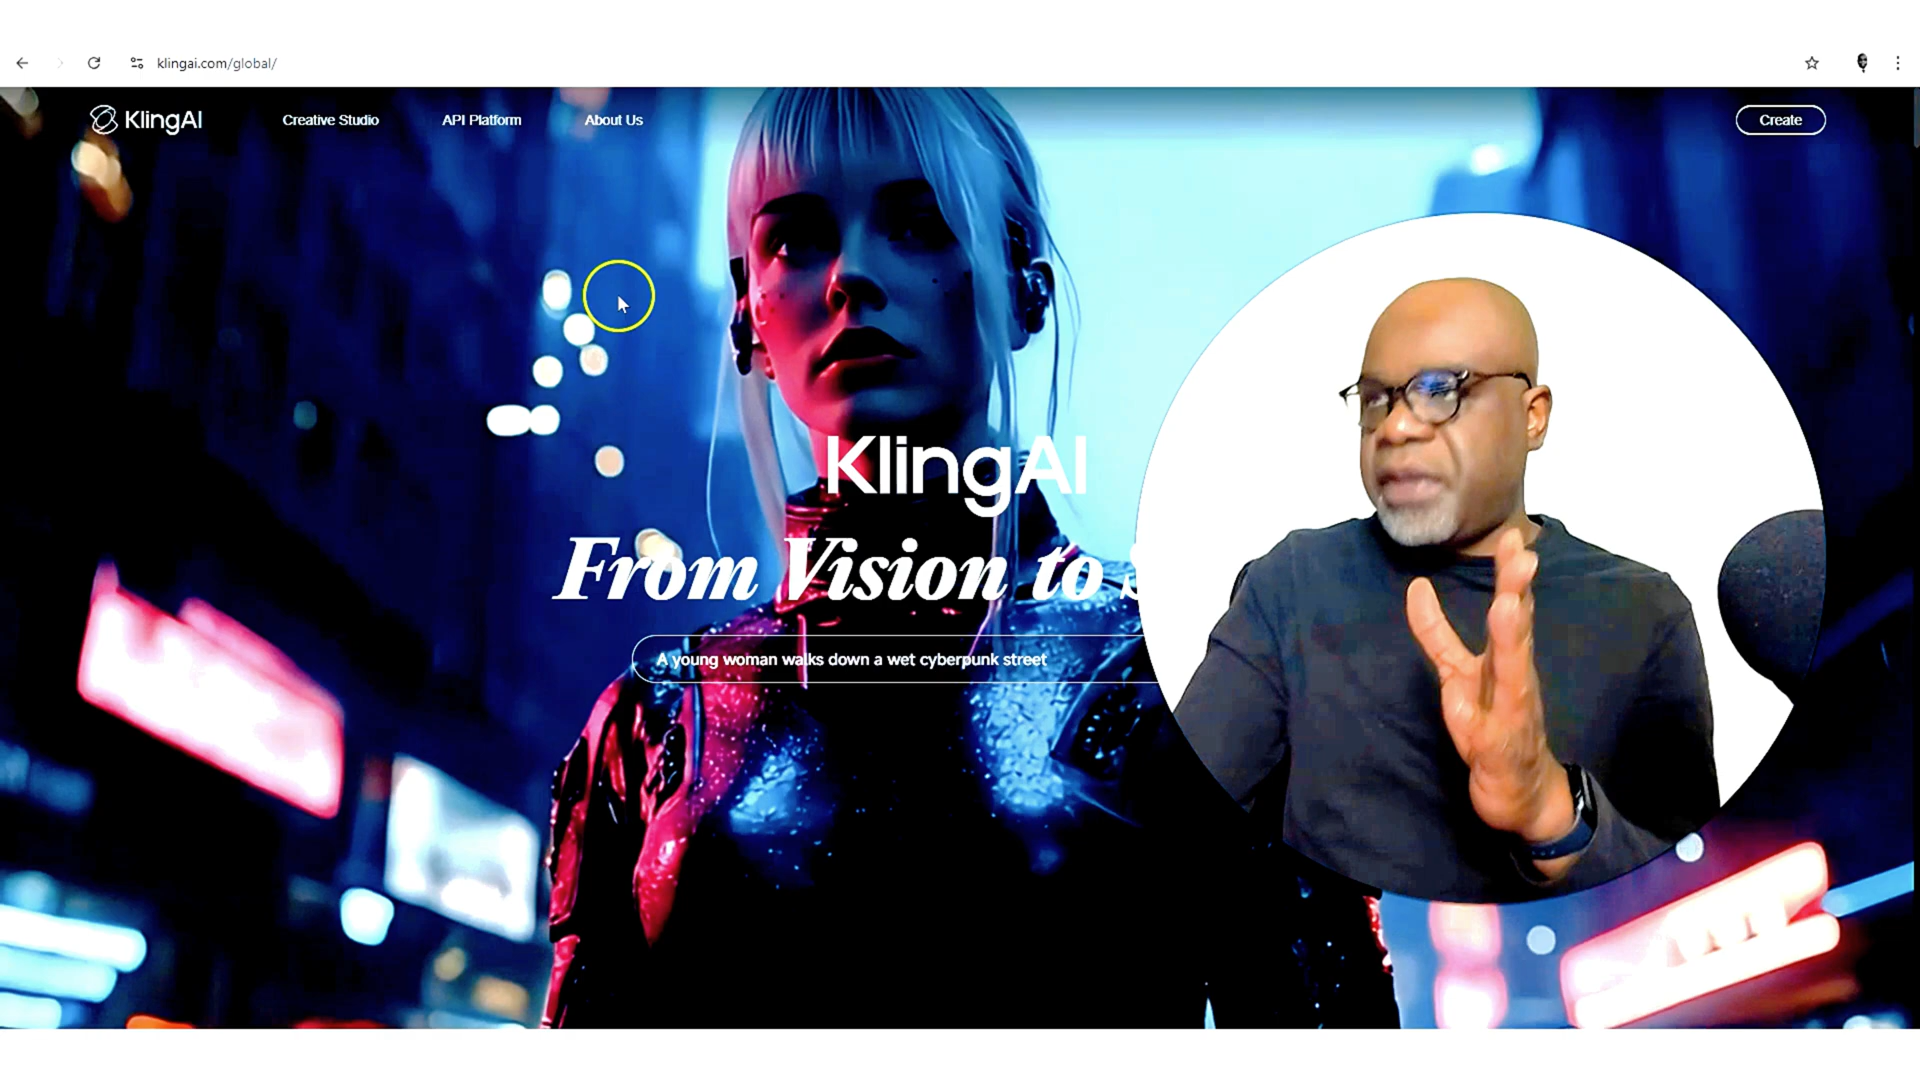 klingai.com/global/
KlingAI
Creative Studio
API Platform
About Us
Create
KlingAI
From Vision to
A young woman walks down a wet cyberpunk street